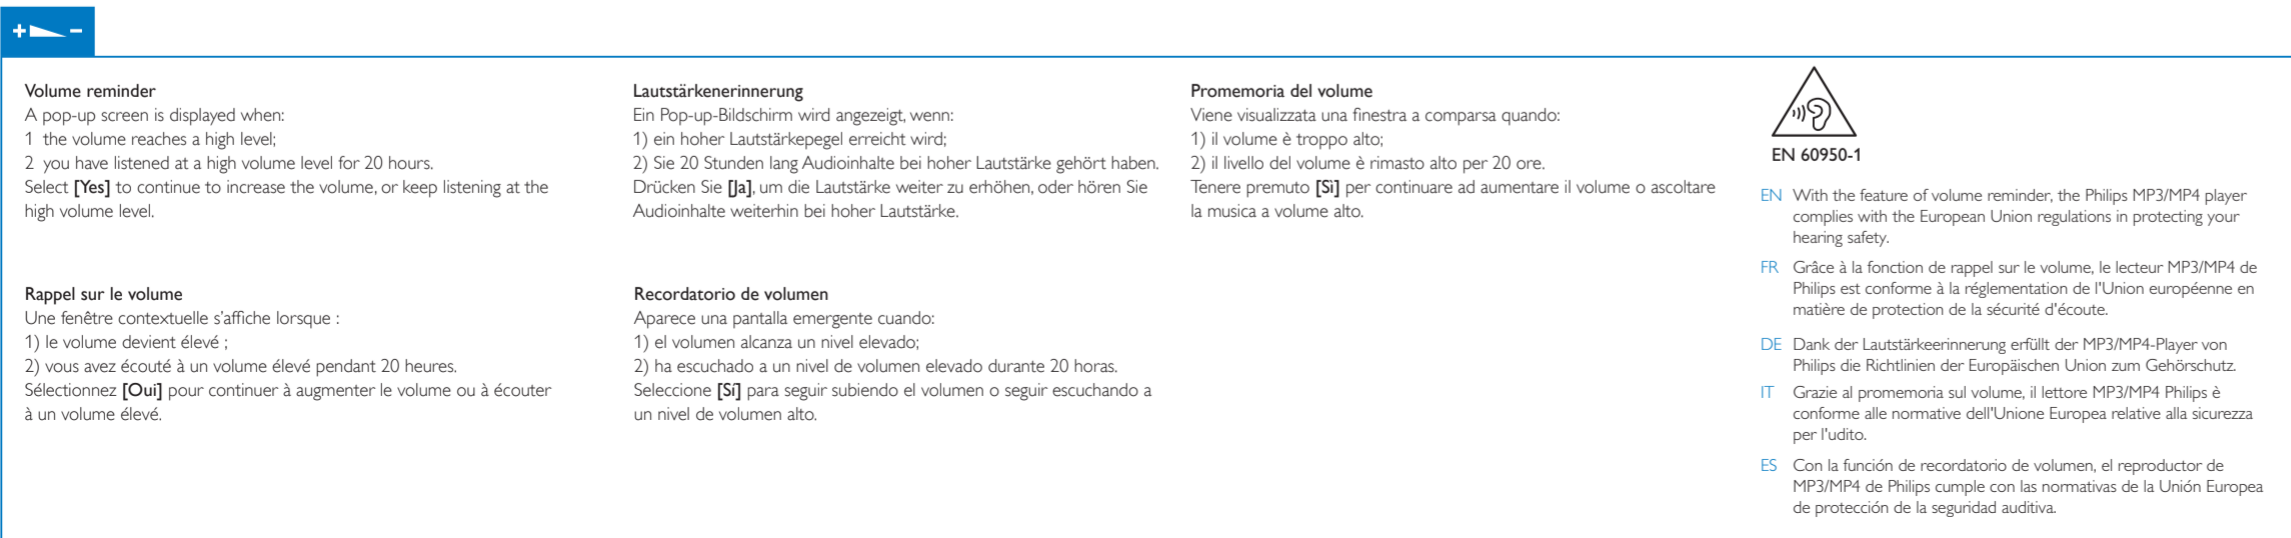 Volume reminder
A pop-up screen is displayed when:
1 the volume reaches a high level;
2 you have listened at a high volume level for 20 hours.
Select [Yes] to continue to increase the volume, or keep listening at the
high volume level.
Rappel sur le volume
Une fenêtre contextuelle s’affiche lorsque :
1) le volume devient élevé ;
2) vous avez écouté à un volume élevé pendant 20 heures.
Sélectionnez [Oui] pour continuer à augmenter le volume ou à écouter
à un volume élevé.
Lautstärkenerinnerung
Ein Pop-up-Bildschirm wird angezeigt, wenn:
1) ein hoher Lautstärkepegel erreicht wird;
2) Sie 20 Stunden lang Audioinhalte bei hoher Lautstärke gehört haben.
Drücken Sie [Ja], um die Lautstärke weiter zu erhöhen, oder hören Sie
Audioinhalte weiterhin bei hoher Lautstärke.
Recordatorio de volumen
Aparece una pantalla emergente cuando:
1) el volumen alcanza un nivel elevado;
2) ha escuchado a un nivel de volumen elevado durante 20 horas.
Seleccione [Sí] para seguir subiendo el volumen o seguir escuchando a
un nivel de volumen alto.
Promemoria del volume
Viene visualizzata una finestra a comparsa quando:
1) il volume è troppo alto;
2) il livello del volume è rimasto alto per 20 ore.
Tenere premuto [Sì] per continuare ad aumentare il volume o ascoltare
la musica a volume alto.
EN 60950-1
EN With the feature of volume reminder, the Philips MP3/MP4 player
complies with the European Union regulations in protecting your
hearing safety.
FR Grâce à la fonction de rappel sur le volume, le lecteur MP3/MP4 de
Philips est conforme à la réglementation de l'Union européenne en
matière de protection de la sécurité d'écoute.
DE Dank der Lautstärkeerinnerung erfüllt der MP3/MP4-Player von
Philips die Richtlinien der Europäischen Union zum Gehörschutz.
IT Grazie al promemoria sul volume, il lettore MP3/MP4 Philips è
conforme alle normative dell'Unione Europea relative alla sicurezza
per l'udito.
ES Con la función de recordatorio de volumen, el reproductor de
MP3/MP4 de Philips cumple con las normativas de la Unión Europea
de protección de la seguridad auditiva.